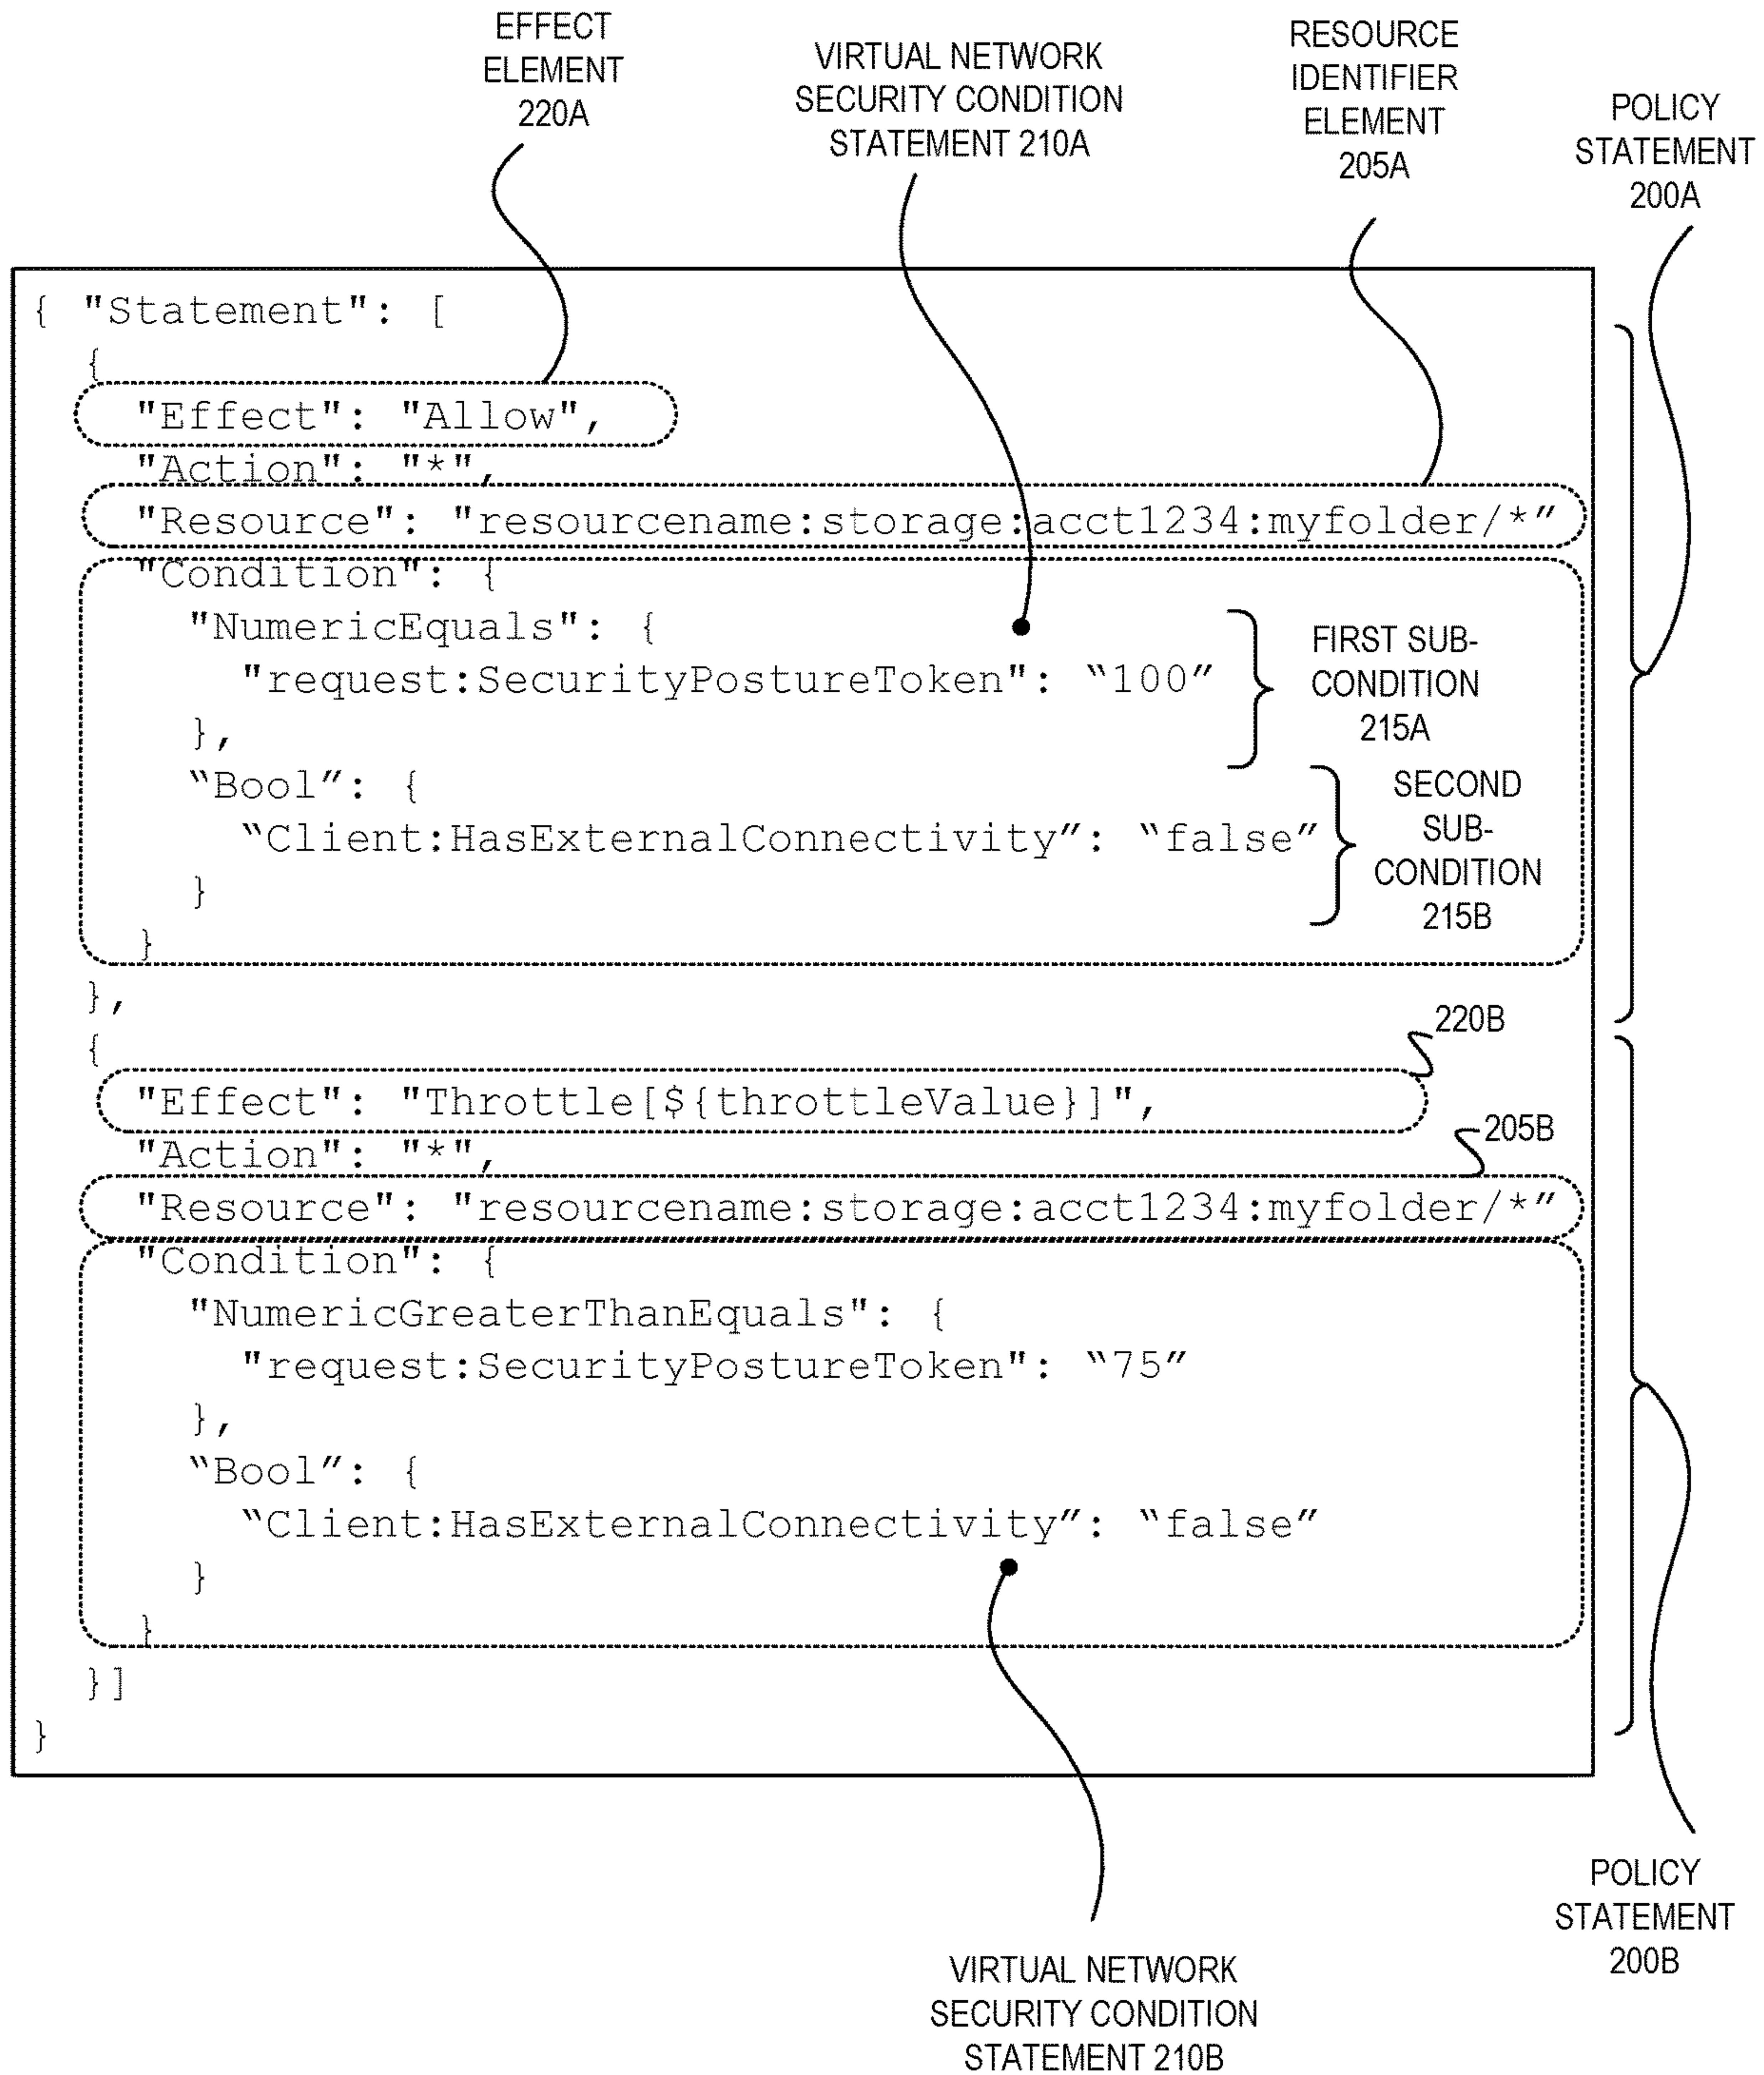 EFFECT
ELEMENT
220A
VIRTUAL NETWORK
SECURITY CONDITION
STATEMENT 210A
RESOURCE
IDENTIFIER
ELEMENT
205A
POLICY
STATEMENT
200A
{ "Statement": [
{
"Effect": "Allow",
"Action": "*",
"Resource": "resourcename:storage:acct1234:myfolder/*”
"Condition": {
"NumericEquals": {
"request:SecurityPostureToken": “100”
},
“Bool”: {
“Client:HasExternalConnectivity”: “false”
}
}
},
FIRST SUB-
CONDITION
215A
SECOND
SUB-
CONDITION
215B
{
220B
"Effect": "Throttle[${throttleValue}]",
205B
"Action": "*",
"Resource": "resourcename:storage:acct1234:myfolder/*”
"Condition": {
"NumericGreaterThanEquals": {
"request:SecurityPostureToken": “75”
},
“Bool”: {
“Client:HasExternalConnectivity”: “false”
}
}
}]
}
POLICY
STATEMENT
200B
VIRTUAL NETWORK
SECURITY CONDITION
STATEMENT 210B